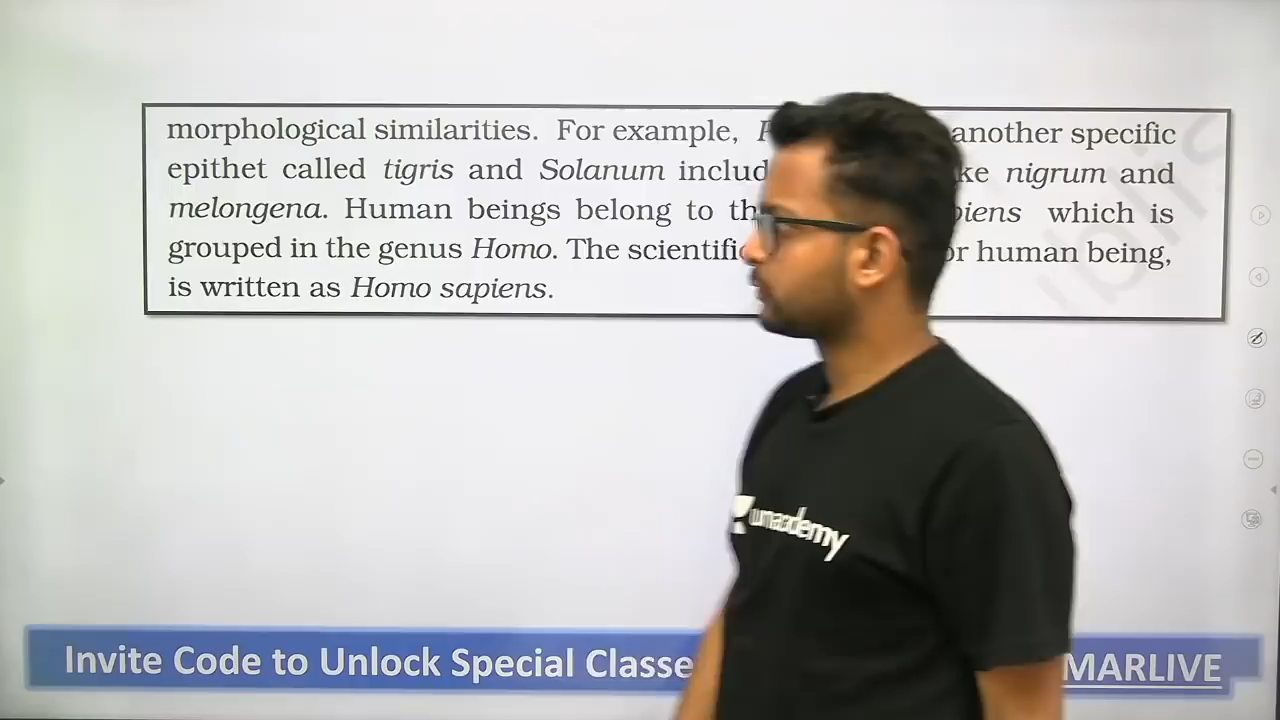 morphological similarities. For example, another specific
epithet called tigris and Solanum includ ke nigrum and
melongena. Human beings belong to th piens which is
grouped in the genus Homo. The scientific or human being,
is written as Homo sapiens.
unacademy
Invite Code to Unlock Special Classe MARLIVE